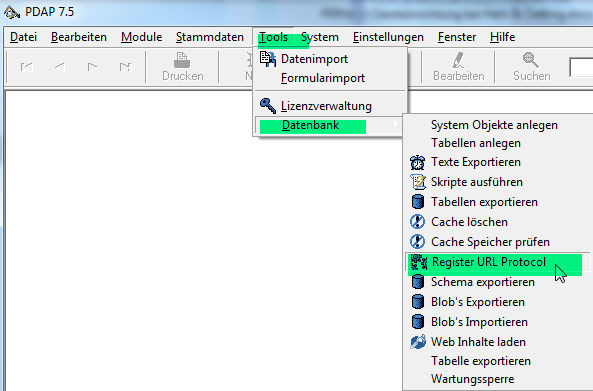 PDAP 7.5
Datei Bearbeiten Module Stammdaten Tools System Einstellungen Fenster Hilfe
Drucken Bearbeiten Suchen
Datenimport
Formularimport
Lizenzverwaltung
Datenbank
System Objekte anlegen
Tabellen anlegen
Texte Exportieren
Skripte ausführen
Tabellen exportieren
Cache löschen
Cache Speicher prüfen
Register URL Protocol
Schema exportieren
Blob's Exportieren
Blob's Importieren
Web Inhalte laden
Tabelle exportieren
Wartungssperre